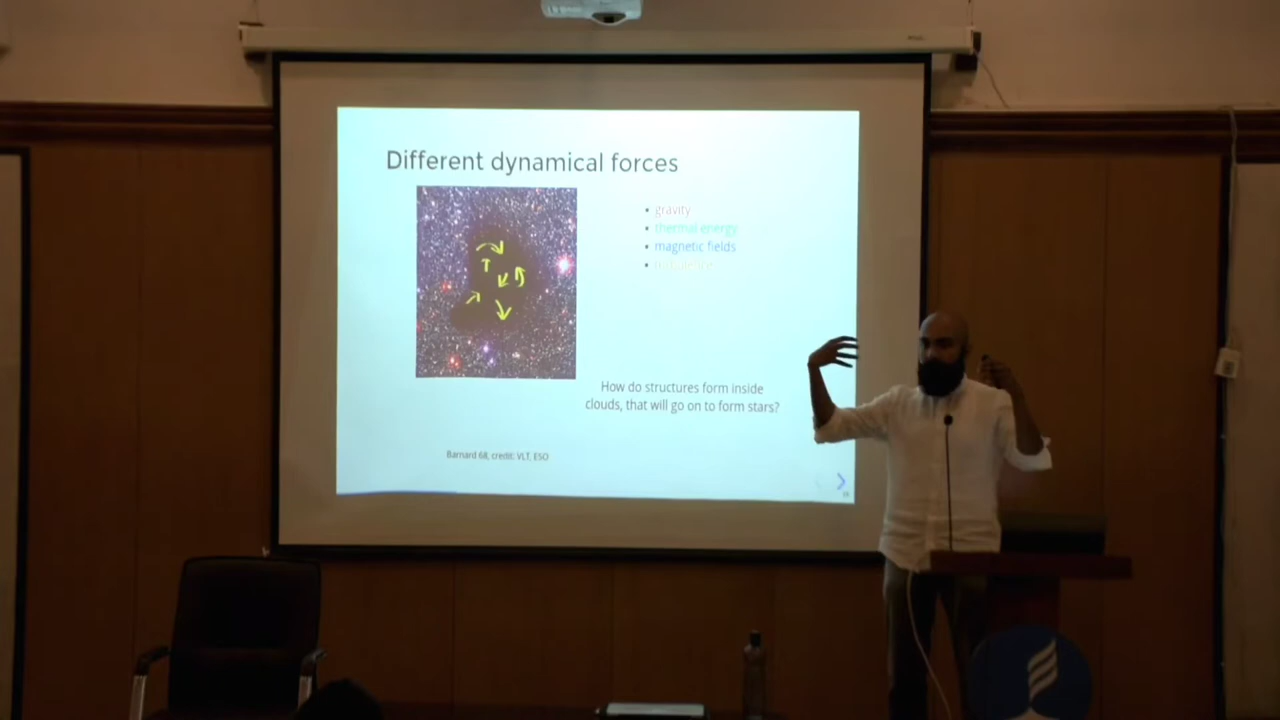 Different dynamical forces
• gravity
• thermal energy
• magnetic fields
• turbulence
How do structures form inside
clouds, that will go on to form stars?
Barnard 68, credit: VLT, ESO